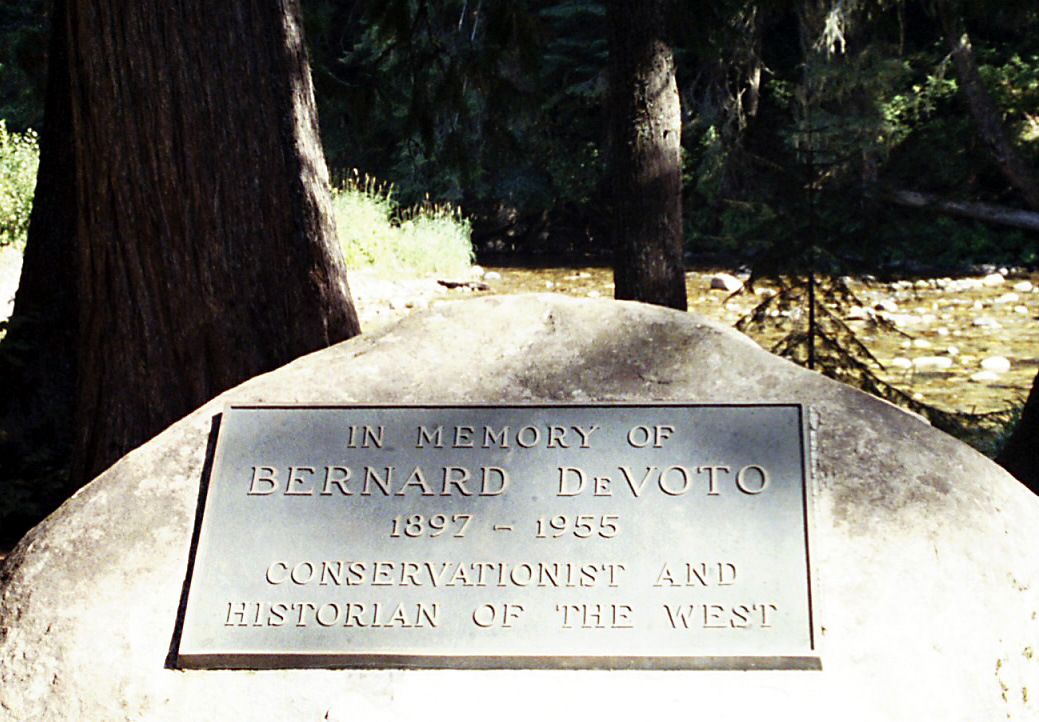 IN MEMORY OF
BERNARD DeVOTO
1897 - 1955
CONSERVATIONIST AND
HISTORIAN OF THE WEST